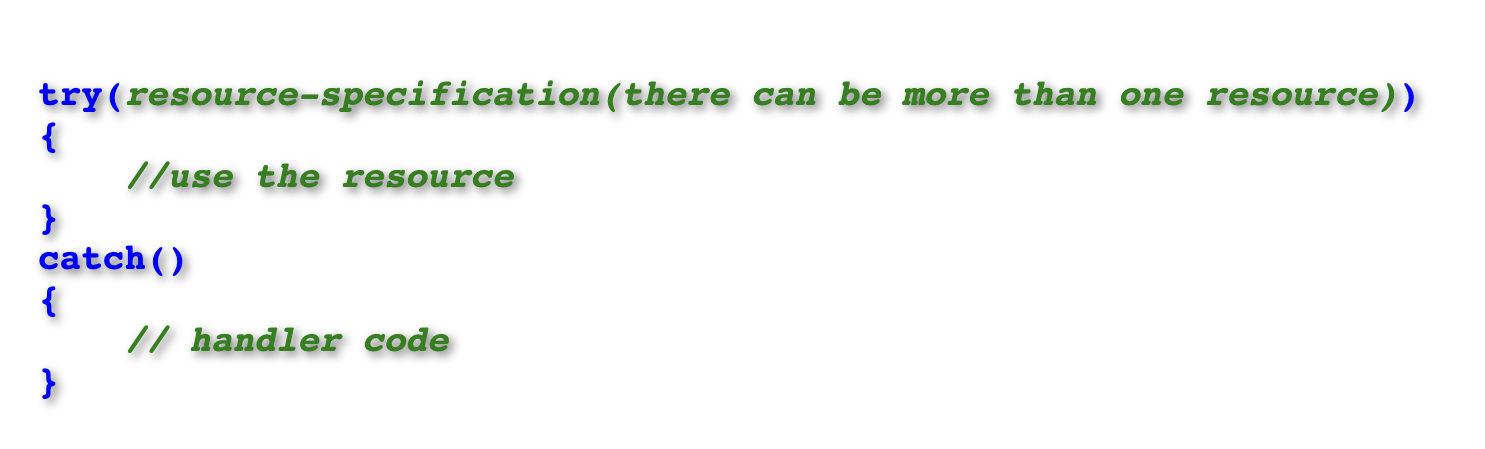 try(resource-specification(there can be more than one resource))
{
//use the resource
}
catch()
{
// handler code
}